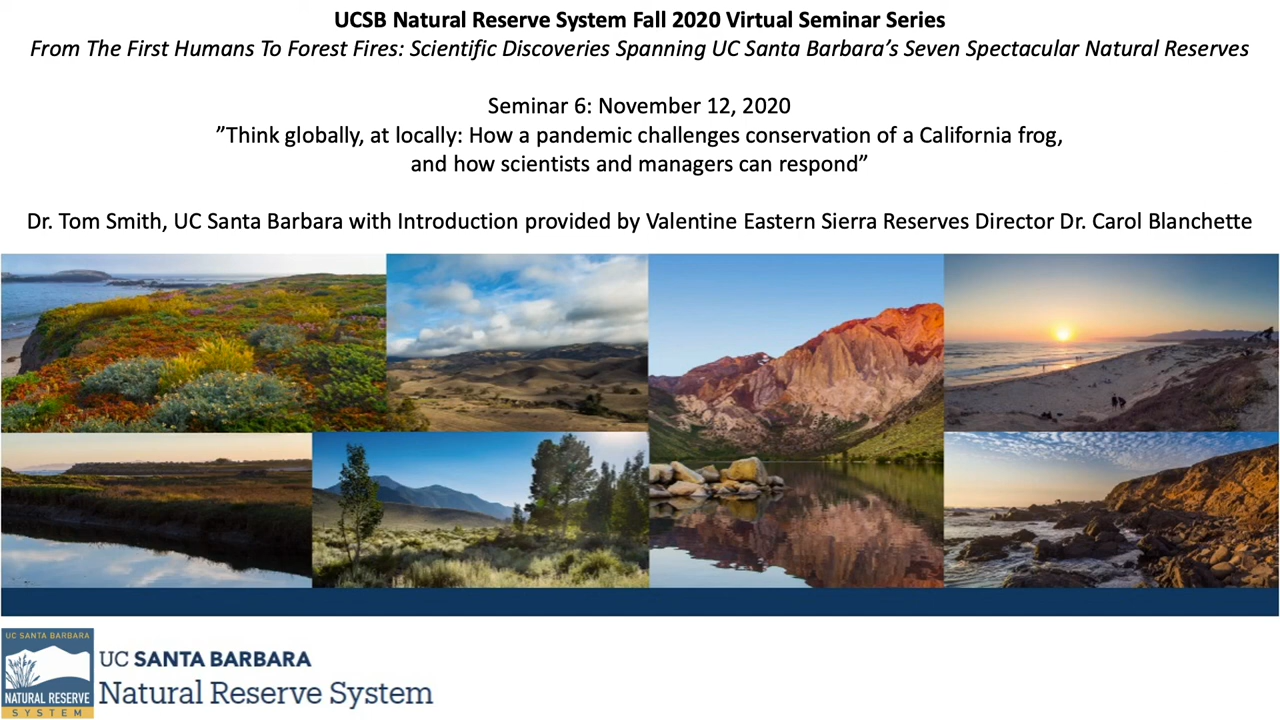 UCSB Natural Reserve System Fall 2020 Virtual Seminar Series
From The First Humans To Forest Fires: Scientific Discoveries Spanning UC Santa Barbara’s Seven Spectacular Natural Reserves
Seminar 6: November 12, 2020
”Think globally, at locally: How a pandemic challenges conservation of a California frog,
and how scientists and managers can respond”
Dr. Tom Smith, UC Santa Barbara with Introduction provided by Valentine Eastern Sierra Reserves Director Dr. Carol Blanchette
UC SANTA BARBARA
NATURAL RESERVE
SYSTEM
UC SANTA BARBARA
Natural Reserve System